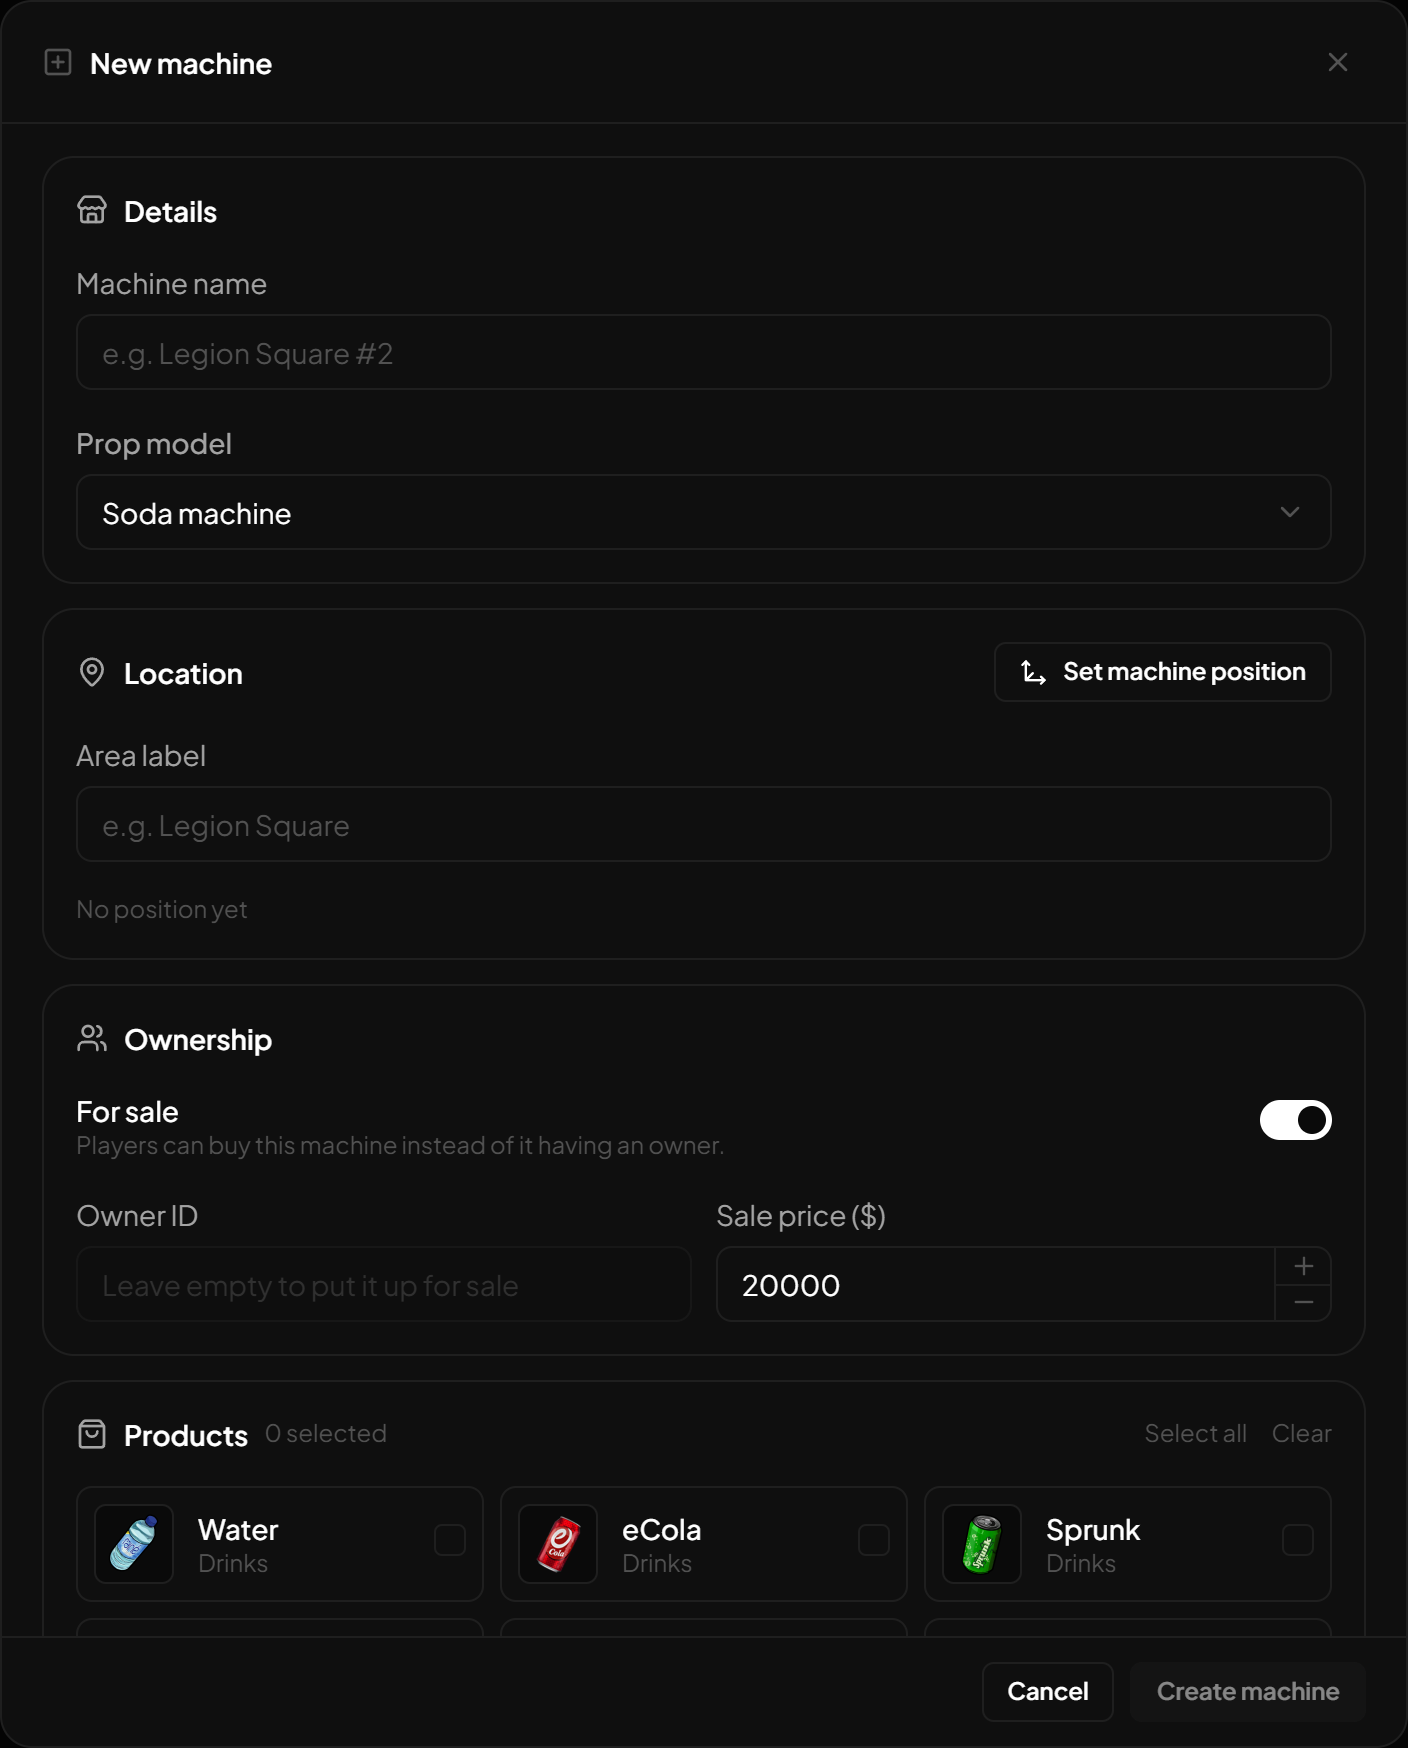 New machine
Details
Machine name
e.g. Legion Square #2
Prop model
Soda machine
Location
Set machine position
Area label
e.g. Legion Square
No position yet
Ownership
For sale
Players can buy this machine instead of it having an owner.
Owner ID
Sale price ($)
Leave empty to put it up for sale
20000
Products 0 selected
Select all Clear
Water
Drinks
eCola
Drinks
Sprunk
Drinks
Cancel
Create machine